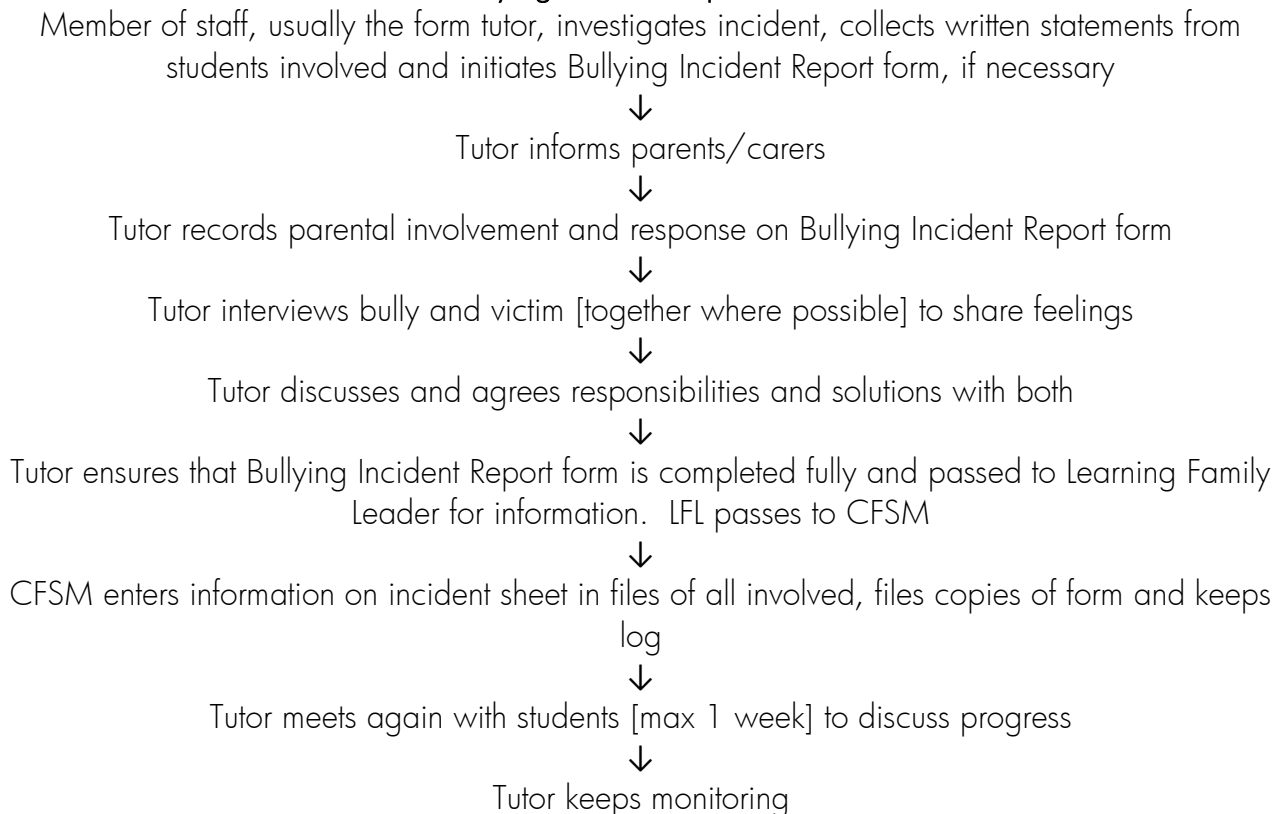 Member of staff, usually the form tutor, investigates incident, collects written statements from
students involved and initiates Bullying Incident Report form, if necessary
↓
Tutor informs parents/carers
↓
Tutor records parental involvement and response on Bullying Incident Report form
↓
Tutor interviews bully and victim [together where possible] to share feelings
↓
Tutor discusses and agrees responsibilities and solutions with both
↓
Tutor ensures that Bullying Incident Report form is completed fully and passed to Learning Family
Leader for information. LFL passes to CFSM
↓
CFSM enters information on incident sheet in files of all involved, files copies of form and keeps
log
↓
Tutor meets again with students [max 1 week] to discuss progress
↓
Tutor keeps monitoring